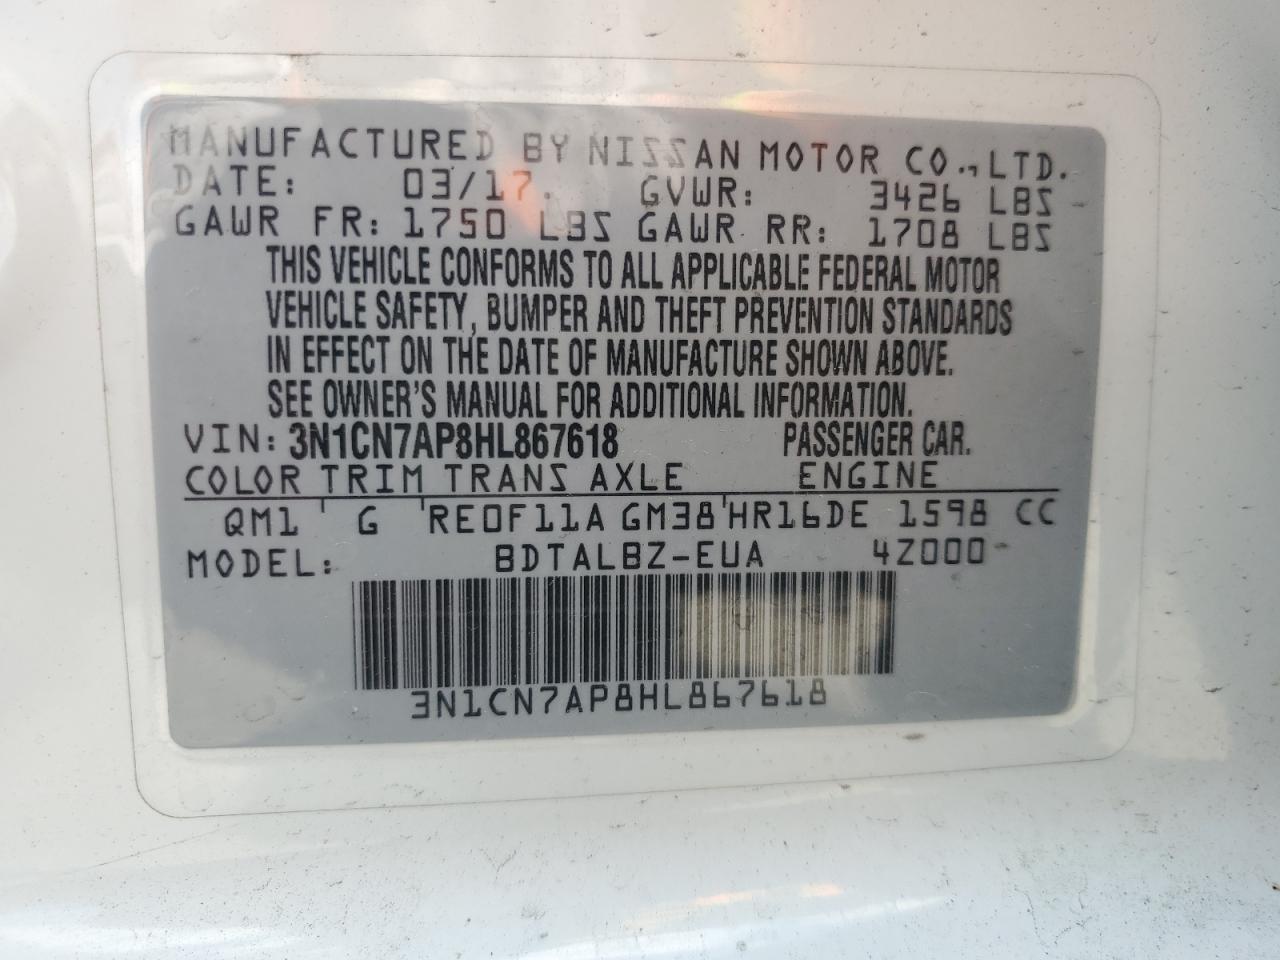 MANUFACTURED BY NISSAN MOTOR CO.,LTD.
DATE: 03/17. GVWR: 3426 LBS
GAWR FR: 1750 LBS GAWR RR: 1708 LBS
THIS VEHICLE CONFORMS TO ALL APPLICABLE FEDERAL MOTOR
VEHICLE SAFETY, BUMPER AND THEFT PREVENTION STANDARDS
IN EFFECT ON THE DATE OF MANUFACTURE SHOWN ABOVE.
SEE OWNER'S MANUAL FOR ADDITIONAL INFORMATION.
VIN: 3N1CN7AP8HL867618 PASSENGER CAR.
COLOR TRIM TRANS AXLE ENGINE
QM1 ' G ' RE0F11A GM38 ' HR16DE 1598 CC
MODEL: BDTALBZ-EUA 4Z000
3N1CN7AP8HL867618